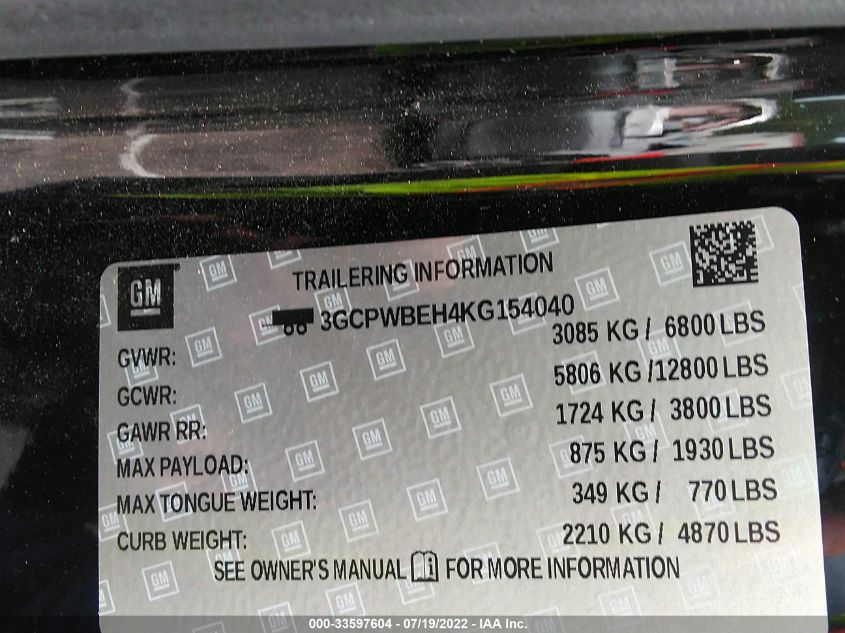 GM®
TRAILERING INFORMATION
3GCPWBEH4KG154040
GVWR: 3085 KG / 6800 LBS
GCWR: 5806 KG /12800 LBS
GAWR RR: 1724 KG / 3800 LBS
MAX PAYLOAD: 875 KG / 1930 LBS
MAX TONGUE WEIGHT: 349 KG / 770 LBS
CURB WEIGHT: 2210 KG / 4870 LBS
SEE OWNER'S MANUAL FOR MORE INFORMATION
000-33597604 - 07/19/2022 - IAA Inc.